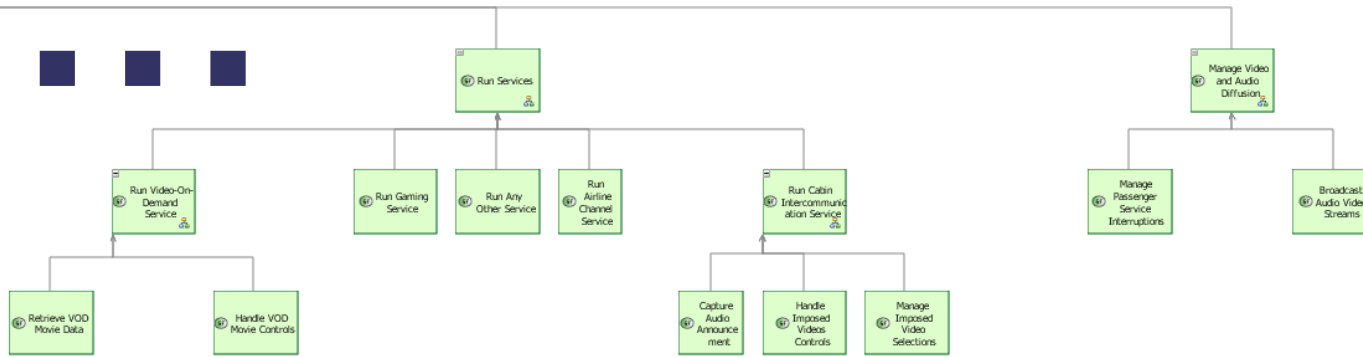 Run Services
Manage Video
and Audio
Diffusion
Run Video-On-
Demand
Service
Run Gaming
Service
Run Any
Other Service
Run
Airline
Channel
Service
Run Cabin
Intercommunic
ation Service
Manage
Passenger
Service
Interruptions
Broadcast
Audio Video
Streams
Retrieve VOD
Movie Data
Handle VOD
Movie Controls
Capture
Audio
Announce
ment
Handle
Imposed
Videos
Controls
Manage
Imposed
Video
Selections